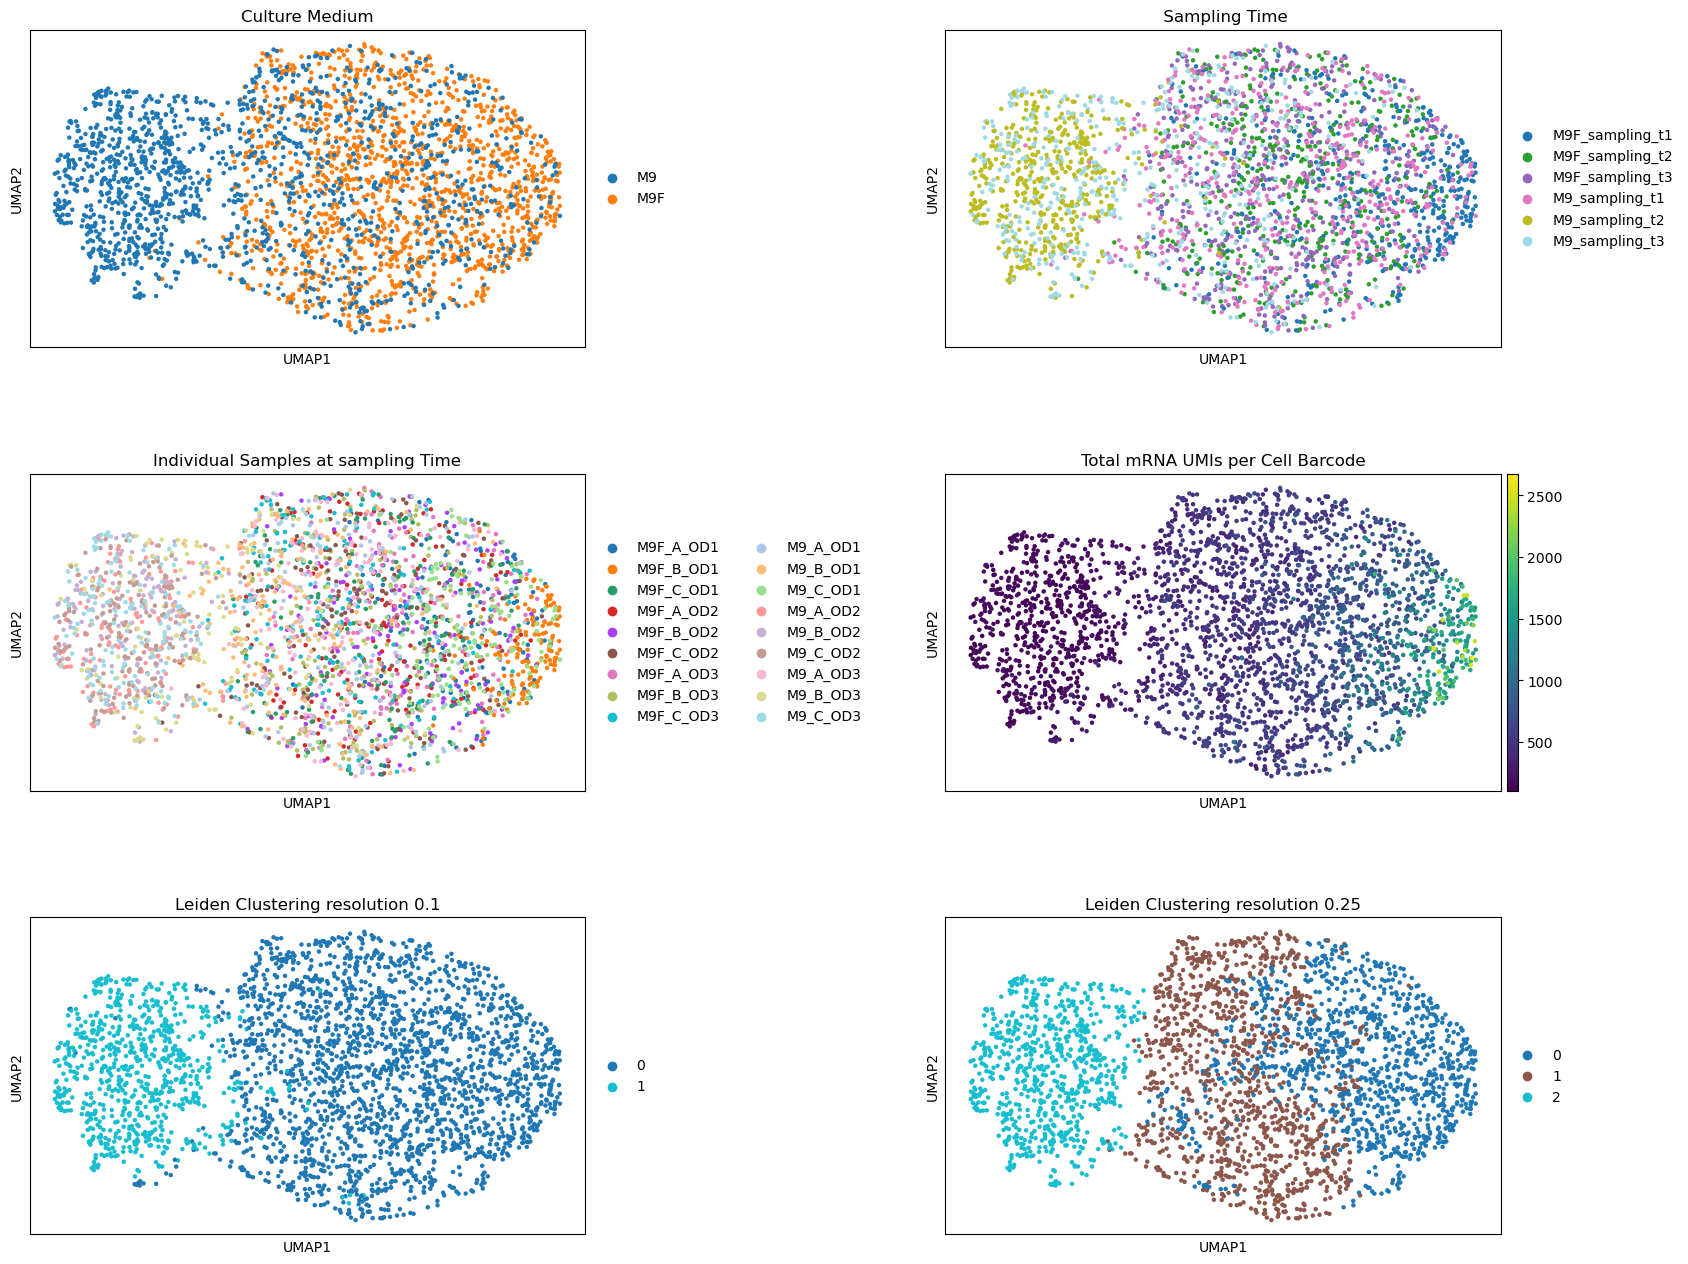 Culture Medium
UMAP2
UMAP1
M9
M9F
Sampling Time
UMAP2
UMAP1
M9F_sampling_t1
M9F_sampling_t2
M9F_sampling_t3
M9_sampling_t1
M9_sampling_t2
M9_sampling_t3
Individual Samples at sampling Time
UMAP2
UMAP1
M9F_A_OD1 M9_A_OD1
M9F_B_OD1 M9_B_OD1
M9F_C_OD1 M9_C_OD1
M9F_A_OD2 M9_A_OD2
M9F_B_OD2 M9_B_OD2
M9F_C_OD2 M9_C_OD2
M9F_A_OD3 M9_A_OD3
M9F_B_OD3 M9_B_OD3
M9F_C_OD3 M9_C_OD3
Total mRNA UMIs per Cell Barcode
UMAP2
UMAP1
2500
2000
1500
1000
500
Leiden Clustering resolution 0.1
UMAP2
UMAP1
0
1
Leiden Clustering resolution 0.25
UMAP2
UMAP1
0
1
2